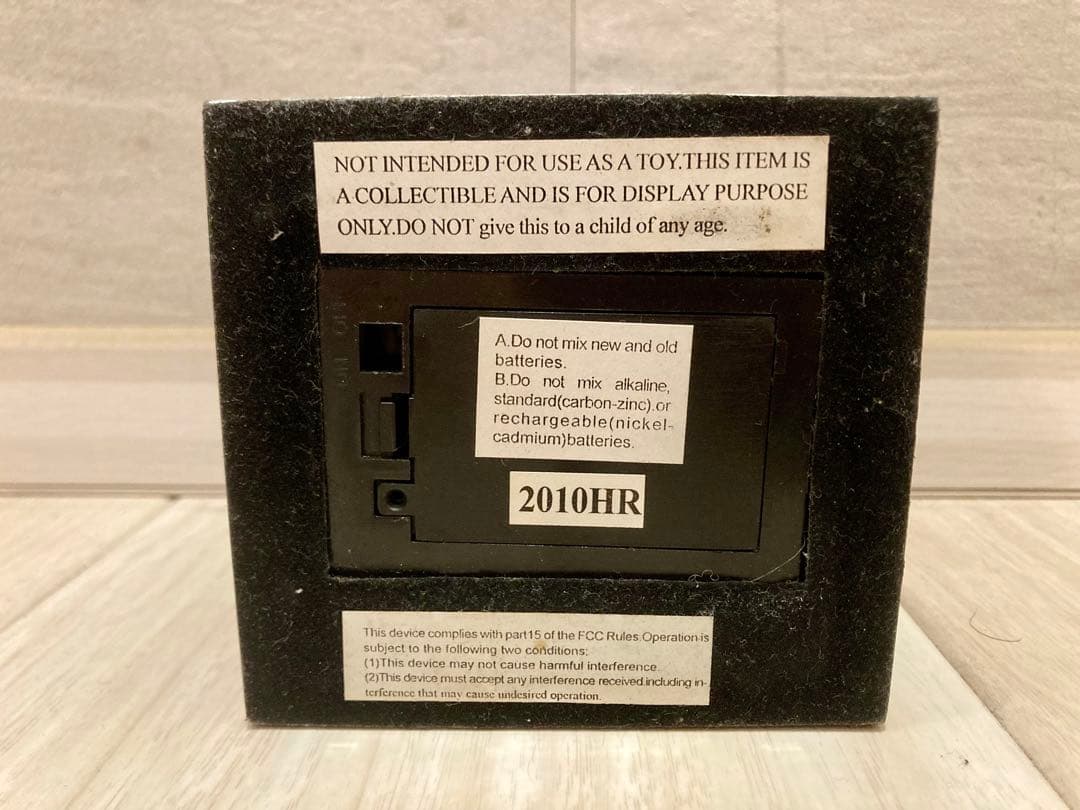 NOT INTENDED FOR USE AS A TOY.THIS ITEM IS
A COLLECTIBLE AND IS FOR DISPLAY PURPOSE
ONLY.DO NOT give this to a child of any age.
A.Do not mix new and old
batteries.
B.Do not mix alkaline,
standard(carbon-zinc).or
rechargeable(nickel-
cadmium)batteries.
2010HR
This device complies with part15 of the FCC Rules.Operation is
subject to the following two conditions:
(1)This device may not cause harmful interference.
(2)This device must accept any interference received.including in-
terference that may cause undesired operation.